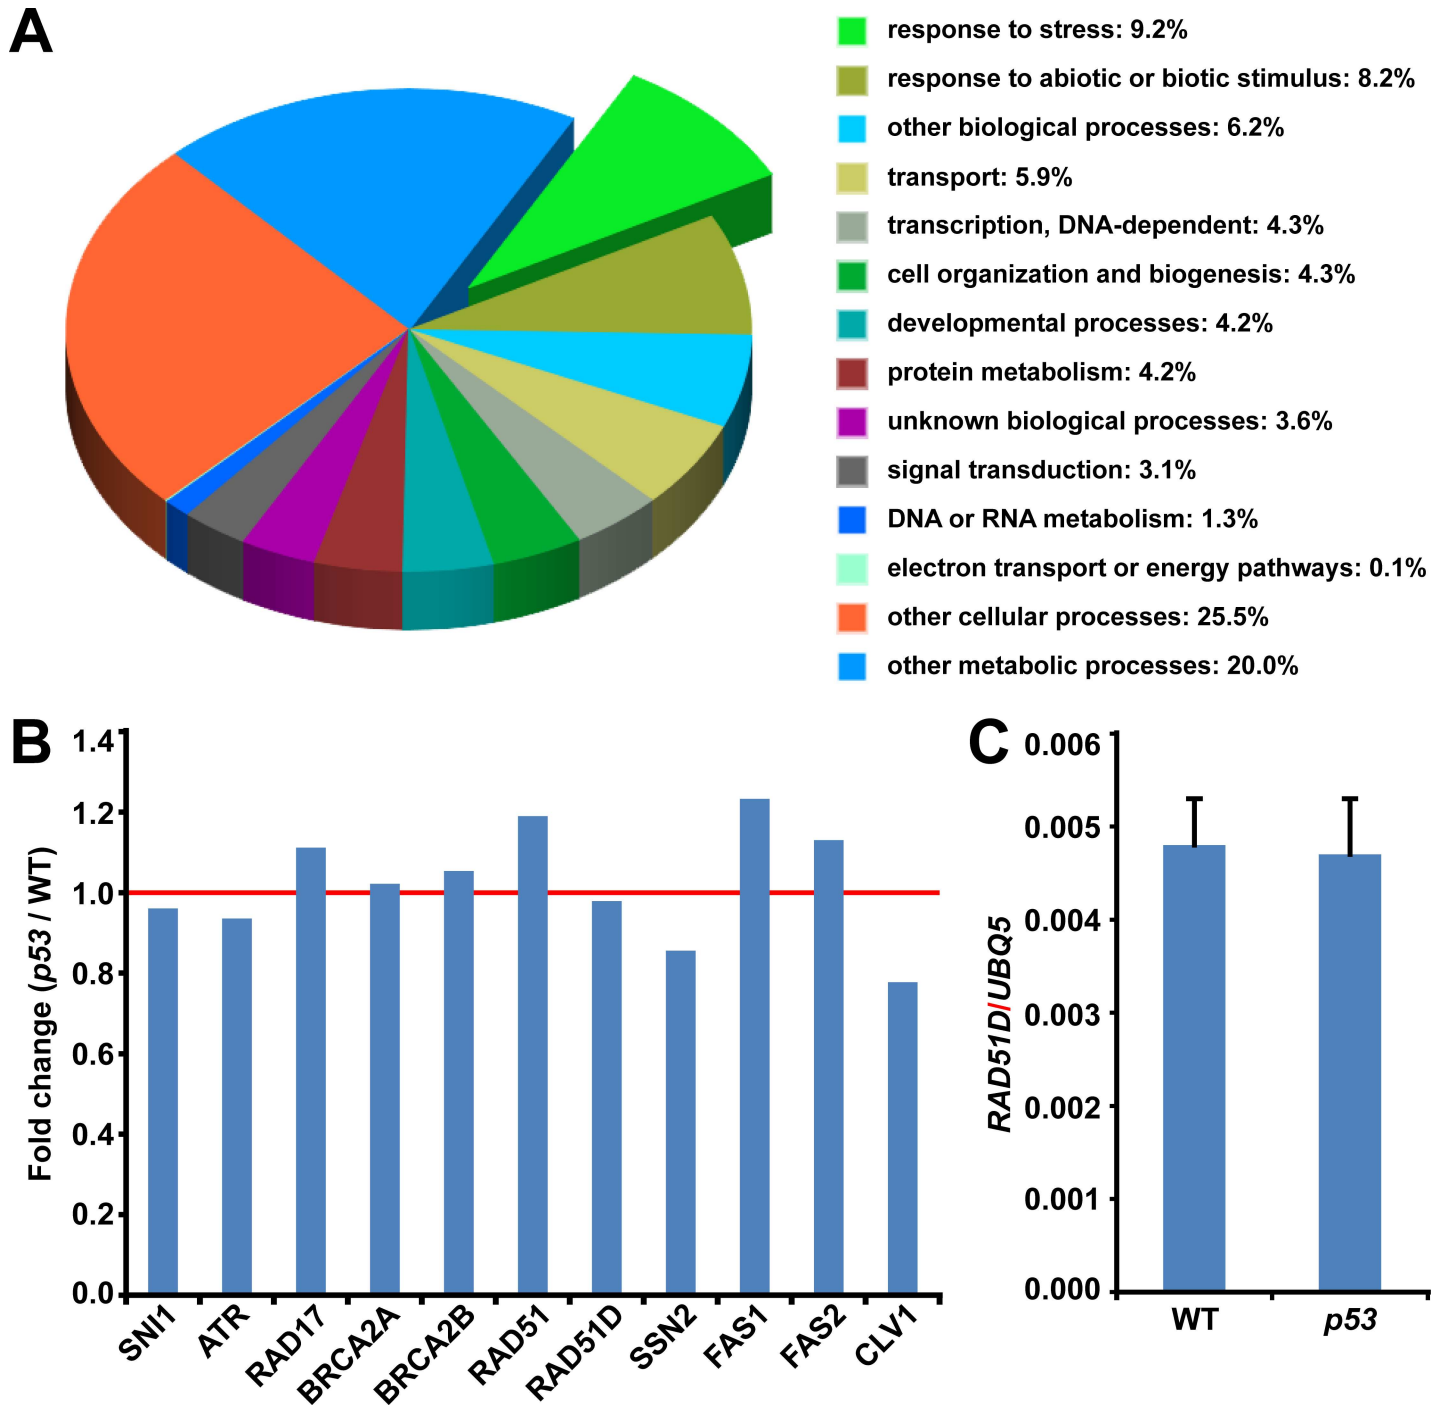 A
response to stress: 9.2%
response to abiotic or biotic stimulus: 8.2%
other biological processes: 6.2%
transport: 5.9%
transcription, DNA-dependent: 4.3%
cell organization and biogenesis: 4.3%
developmental processes: 4.2%
protein metabolism: 4.2%
unknown biological processes: 3.6%
signal transduction: 3.1%
DNA or RNA metabolism: 1.3%
electron transport or energy pathways: 0.1%
other cellular processes: 25.5%
other metabolic processes: 20.0%
B
Fold change (p53 / WT)
1.4
1.2
1.0
0.8
0.6
0.4
0.2
0.0
SNI1
ATR
RAD17
BRCA2A
BRCA2B
RAD51
RAD51D
SSN2
FAS1
FAS2
CLV1
C
RAD51D/UBQ5
0.006
0.005
0.004
0.003
0.002
0.001
0.000
WT
p53